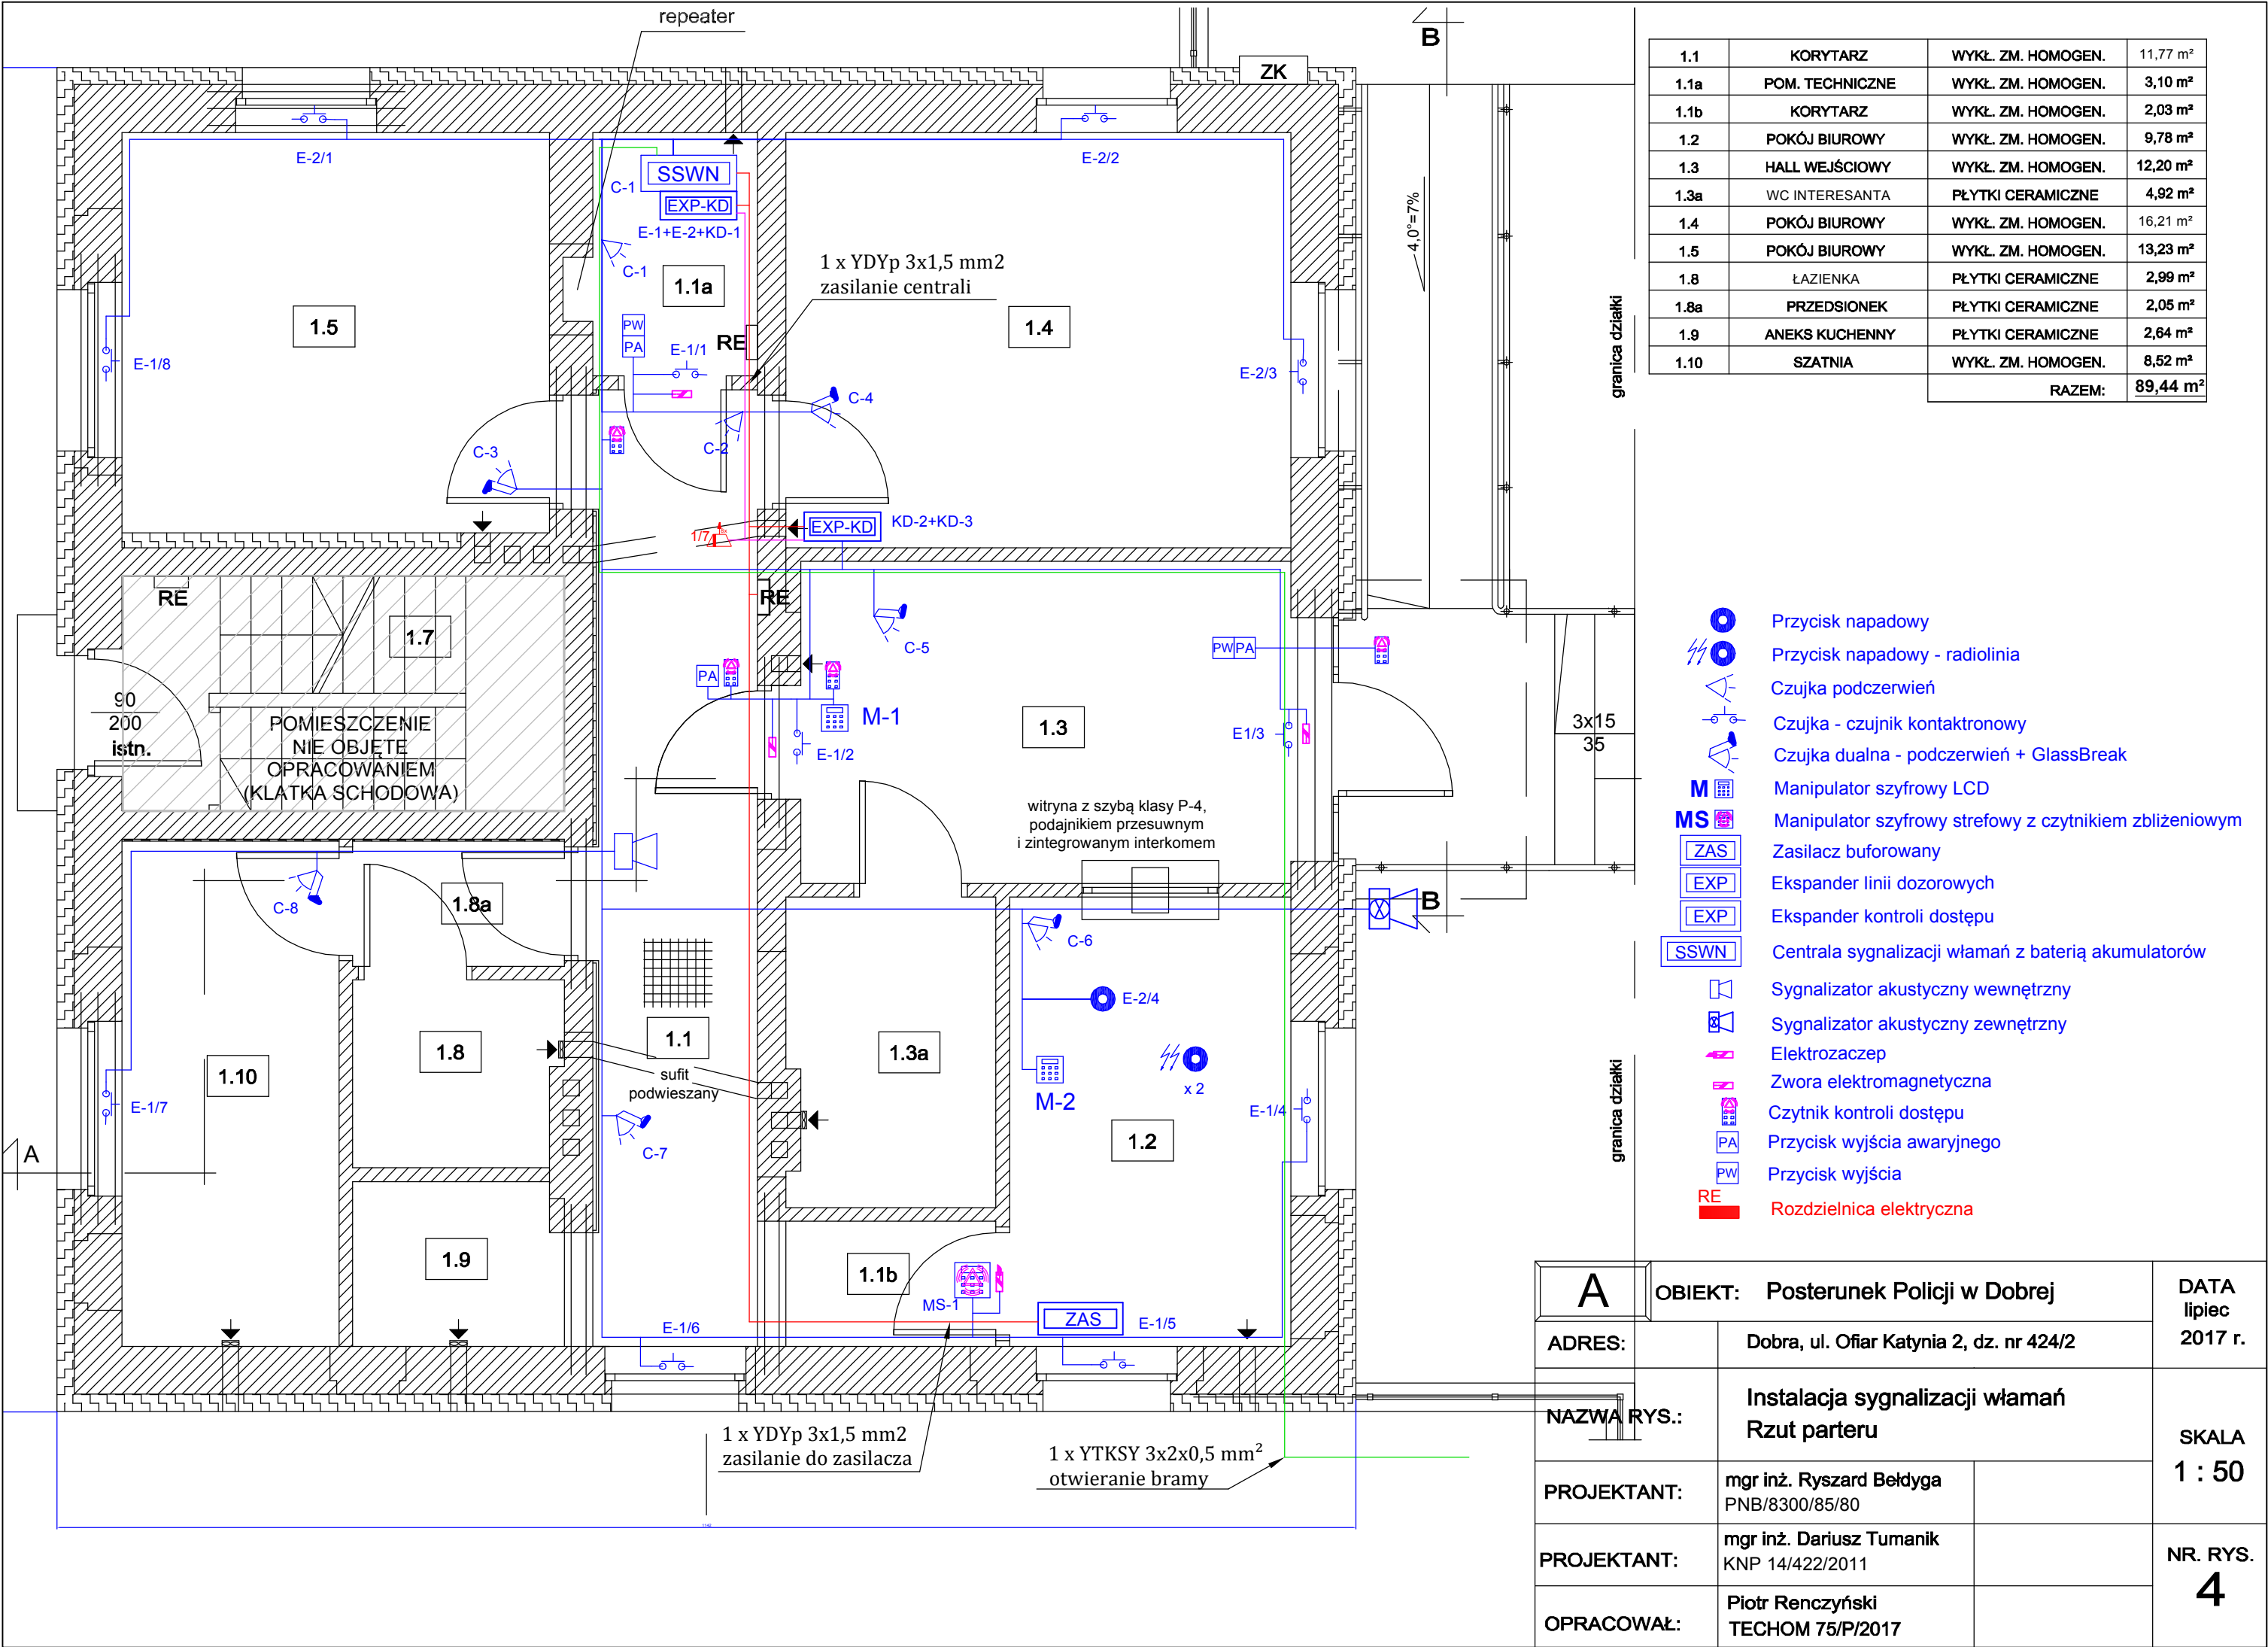 repeater
B
ZK
1.1 KORYTARZ WYKŁ. ZM. HOMOGEN. 11,77 m²
1.1a POM. TECHNICZNE WYKŁ. ZM. HOMOGEN. 3,10 m²
1.1b KORYTARZ WYKŁ. ZM. HOMOGEN. 2,03 m²
1.2 POKÓJ BIUROWY WYKŁ. ZM. HOMOGEN. 9,78 m²
1.3 HALL WEJŚCIOWY WYKŁ. ZM. HOMOGEN. 12,20 m²
1.3a WC INTERESANTA PŁYTKI CERAMICZNE 4,92 m²
1.4 POKÓJ BIUROWY WYKŁ. ZM. HOMOGEN. 16,21 m²
1.5 POKÓJ BIUROWY WYKŁ. ZM. HOMOGEN. 13,23 m²
1.8 ŁAZIENKA PŁYTKI CERAMICZNE 2,99 m²
1.8a PRZEDSIONEK PŁYTKI CERAMICZNE 2,05 m²
1.9 ANEKS KUCHENNY PŁYTKI CERAMICZNE 2,64 m²
1.10 SZATNIA WYKŁ. ZM. HOMOGEN. 8,52 m²
RAZEM: 89,44 m²
E-2/1
SSWN
C-1
EXP-KD
E-1+E-2+KD-1
E-2/2
C-1
1.1a
1 x YDYp 3x1,5 mm2
zasilanie centrali
4,0°=7%
granica działki
1.5
PW
PA
RE
E-1/1
1.4
E-1/8
E-2/3
C-4
C-2
C-3
EXP-KD
KD-2+KD-3
1/7
RE
RE
1.7
C-5
PW PA
PA
90
200
istn.
POMIESZCZENIE
NIE OBJĘTE
OPRACOWANIEM
(KLATKA SCHODOWA)
M-1
E-1/2
1.3
E1/3
3x15
35
witryna z szybą klasy P-4,
podajnikiem przesuwnym
i zintegrowanym interkomem
C-8
1.8a
B
C-6
E-2/4
1.1
1.8
1.3a
1.10
sufit
podwieszany
x 2
M-2
E-1/7
E-1/4
C-7
1.2
A
granica działki
1.9
1.1b
MS-1
ZAS
E-1/5
E-1/6
1 x YDYp 3x1,5 mm2
zasilanie do zasilacza
1 x YTKSY 3x2x0,5 mm²
otwieranie bramy
Przycisk napadowy
Przycisk napadowy - radiolinia
Czujka podczerwień
Czujka - czujnik kontaktronowy
Czujka dualna - podczerwień + GlassBreak
M Manipulator szyfrowy LCD
MS Manipulator szyfrowy strefowy z czytnikiem zbliżeniowym
ZAS Zasilacz buforowany
EXP Ekspander linii dozorowych
EXP Ekspander kontroli dostępu
SSWN Centrala sygnalizacji włamań z baterią akumulatorów
Sygnalizator akustyczny wewnętrzny
Sygnalizator akustyczny zewnętrzny
Elektrozaczep
Zwora elektromagnetyczna
Czytnik kontroli dostępu
PA Przycisk wyjścia awaryjnego
PW Przycisk wyjścia
RE Rozdzielnica elektryczna
A OBIEKT: Posterunek Policji w Dobrej
DATA
lipiec
2017 r.
ADRES: Dobra, ul. Ofiar Katynia 2, dz. nr 424/2
NAZWA RYS.: Instalacja sygnalizacji włamań
Rzut parteru
SKALA
1 : 50
PROJEKTANT: mgr inż. Ryszard Bełdyga
PNB/8300/85/80
PROJEKTANT: mgr inż. Dariusz Tumanik
KNP 14/422/2011
NR. RYS.
4
OPRACOWAŁ: Piotr Renczyński
TECHOM 75/P/2017